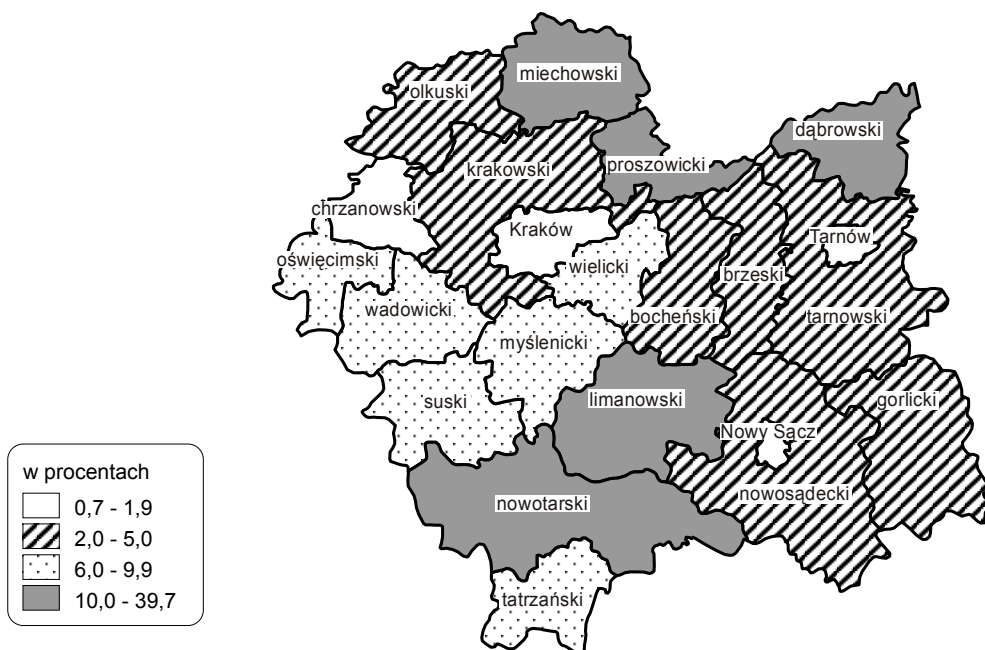 miechowski
olkuski
dąbrowski
proszowicki
krakowski
chrzanowski
Kraków
Tarnów
oświęcimski
wielicki
brzeski
wadowicki
bocheński
tarnowski
myślenicki
suski
limanowski
gorlicki
Nowy Sącz
nowosądecki
nowotarski
tatrzański
w procentach
0,7 - 1,9
2,0 - 5,0
6,0 - 9,9
10,0 - 39,7